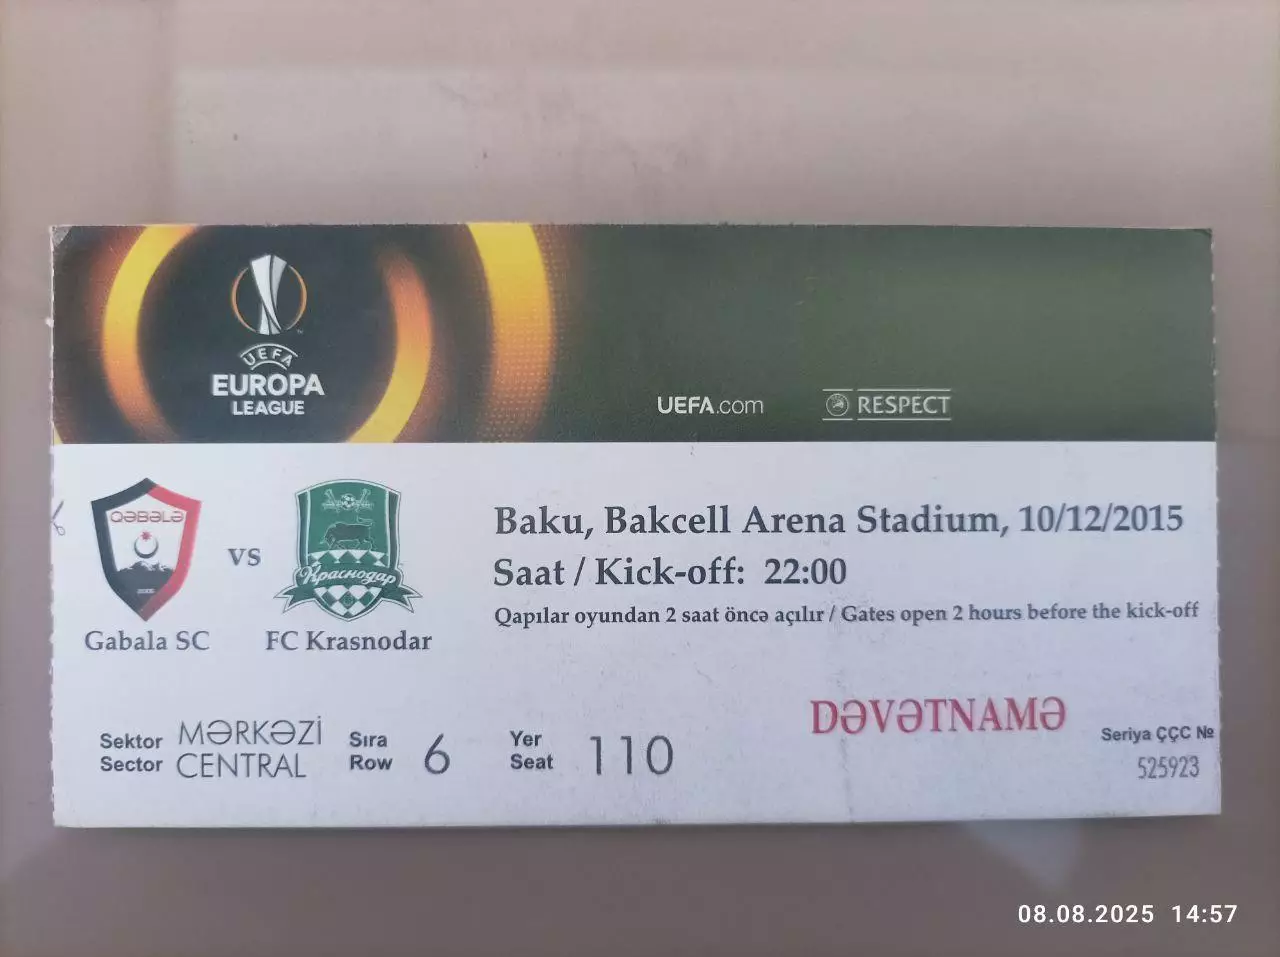 UEFA
EUROPA
LEAGUE
UEFA.com
RESPECT
QƏBƏLƏ
vs
Краснодар
Gabala SC
FC Krasnodar
Baku, Bakcell Arena Stadium, 10/12/2015
Saat / Kick-off: 22:00
Qapılar oyundan 2 saat öncə açılır / Gates open 2 hours before the kick-off
DƏVƏTNAMƏ
Sektor MƏRKƏZİ
Sector CENTRAL
Sıra
Row 6
Yer
Seat 110
Seriya ÇÇC №
525923
08.08.2025 14:57